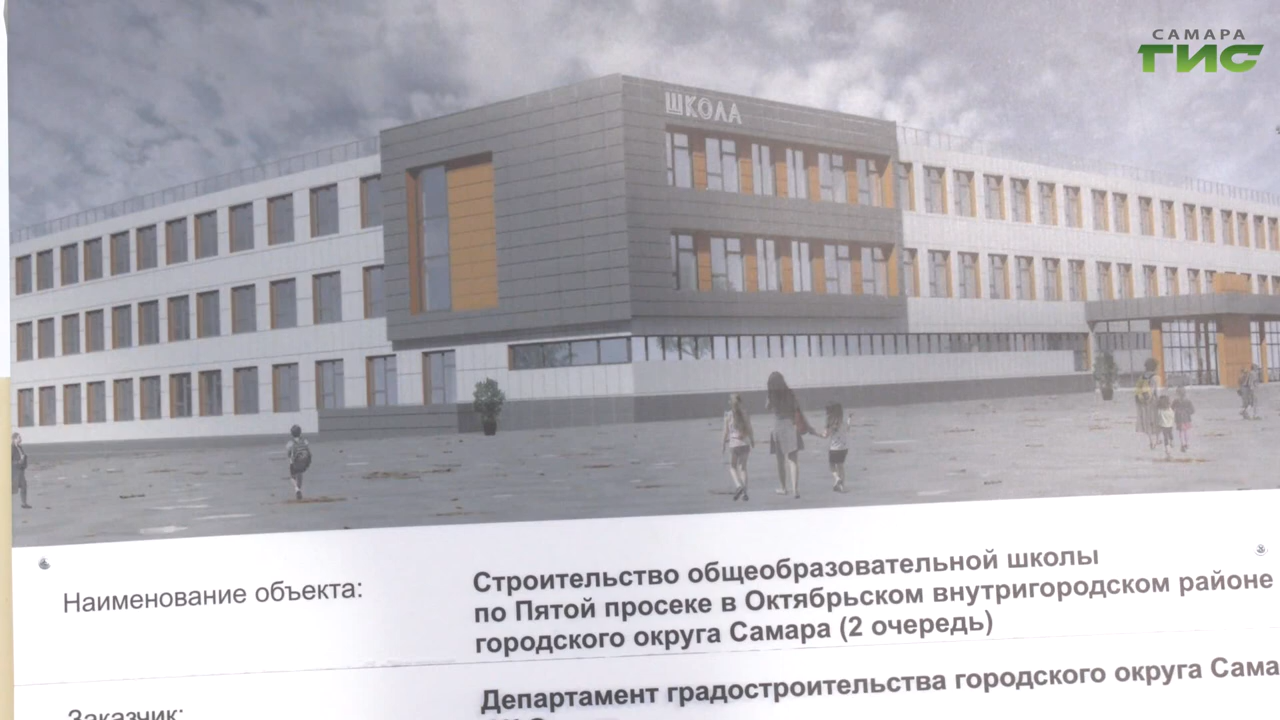 САМАРА
ГИС
ШКОЛА
Наименование объекта:
Строительство общеобразовательной школы
по Пятой просеке в Октябрьском внутригородском районе
городского округа Самара (2 очередь)
Заказчик:
Департамент градостроительства городского округа Сама